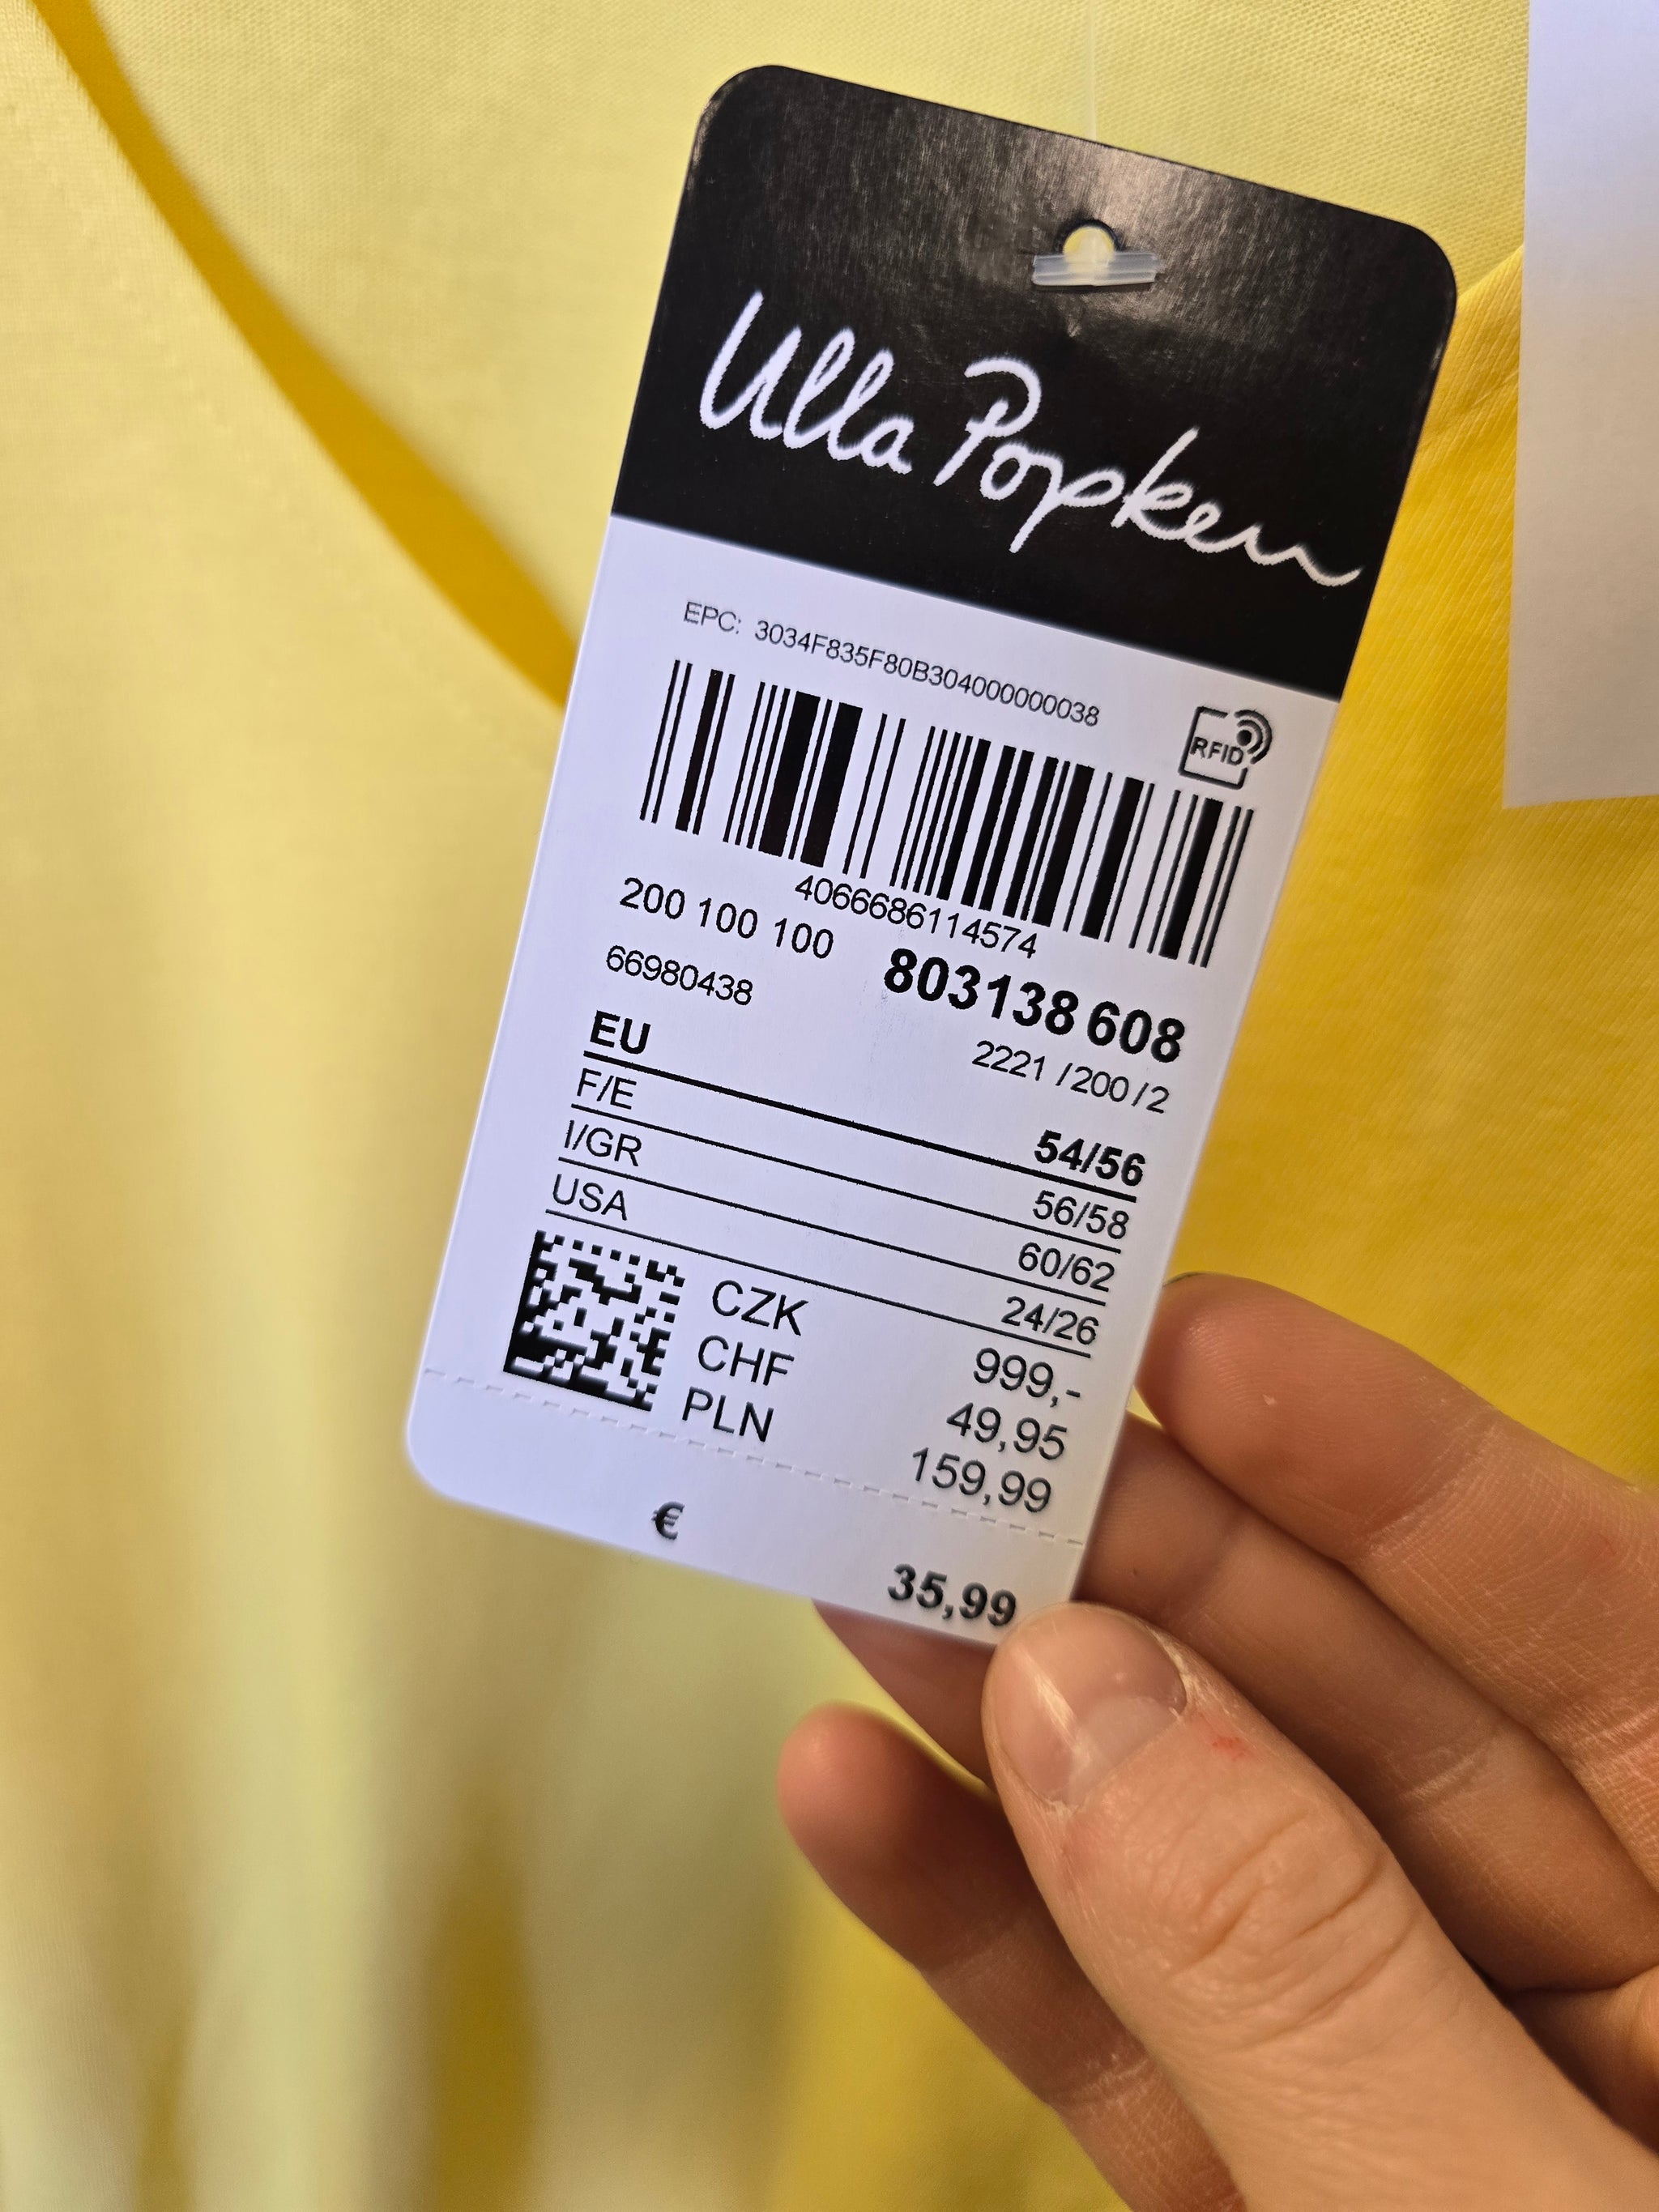 Ulla Popken
EPC: 3034F835F80B304000000038
RFID
4066686114574
200 100 100
803138 608
66980438
2221 /200/2
EU 54/56
F/E 56/58
I/GR 60/62
USA 24/26
CZK 999,-
CHF 49,95
PLN 159,99
€ 35,99